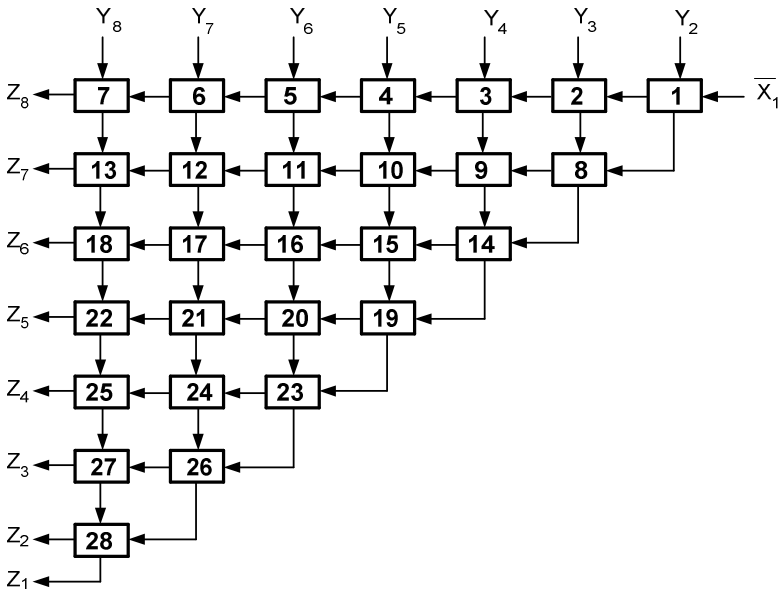 Y8 Y7 Y6 Y5 Y4 Y3 Y2
Z8 7 6 5 4 3 2 1 X̅1
Z7 13 12 11 10 9 8
Z6 18 17 16 15 14
Z5 22 21 20 19
Z4 25 24 23
Z3 27 26
Z2 28
Z1